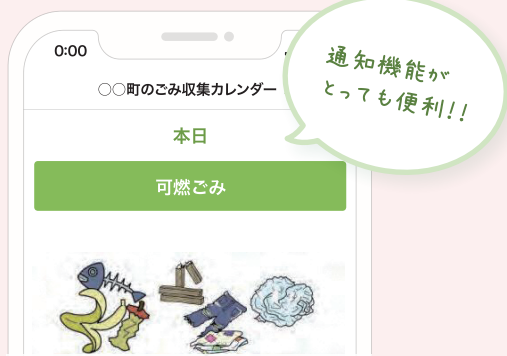 0:00
○○町のごみ収集カレンダー
通知機能が
とっても便利!!
本日
可燃ごみ